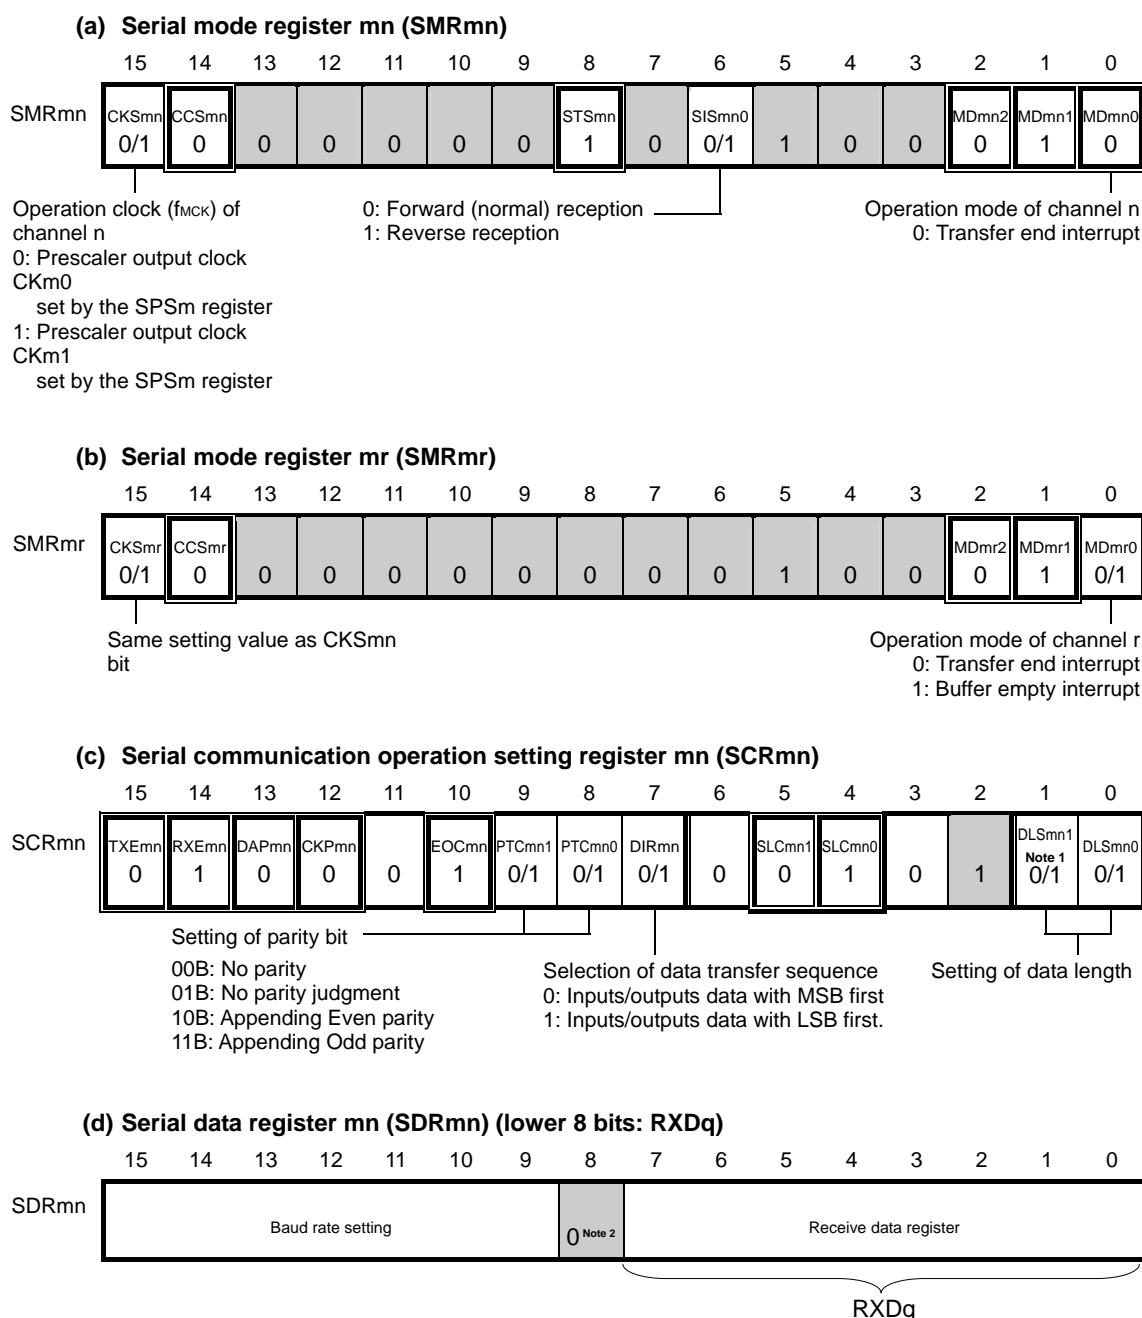 (a) Serial mode register mn (SMRmn)
15 14 13 12 11 10 9 8 7 6 5 4 3 2 1 0
SMRmn
CKSmn CCSmn STSmn SISmn0 MDmn2 MDmn1 MDmn0
0/1 0 0 0 0 0 0 1 0 0/1 1 0 0 0 1 0
Operation clock (fMCK) of
channel n
0: Prescaler output clock
CKm0
set by the SPSm register
1: Prescaler output clock
CKm1
set by the SPSm register
0: Forward (normal) reception
1: Reverse reception
Operation mode of channel n
0: Transfer end interrupt
(b) Serial mode register mr (SMRmr)
15 14 13 12 11 10 9 8 7 6 5 4 3 2 1 0
SMRmr
CKSmr CCSmr MDmr2 MDmr1 MDmr0
0/1 0 0 0 0 0 0 0 0 0 1 0 0 0 1 0/1
Same setting value as CKSmn
bit
Operation mode of channel r
0: Transfer end interrupt
1: Buffer empty interrupt
(c) Serial communication operation setting register mn (SCRmn)
15 14 13 12 11 10 9 8 7 6 5 4 3 2 1 0
SCRmn
TXEmn RXEmn DAPmn CKPmn EOCmn PTCmn1 PTCmn0 DIRmn SLCmn1 SLCmn0 DLSmn1 DLSmn0
Note 1
0 1 0 0 0 1 0/1 0/1 0/1 0 0 1 0 1 0/1 0/1
Setting of parity bit
00B: No parity
01B: No parity judgment
10B: Appending Even parity
11B: Appending Odd parity
Selection of data transfer sequence
0: Inputs/outputs data with MSB first
1: Inputs/outputs data with LSB first.
Setting of data length
(d) Serial data register mn (SDRmn) (lower 8 bits: RXDq)
15 14 13 12 11 10 9 8 7 6 5 4 3 2 1 0
SDRmn
Baud rate setting
0 Note 2
Receive data register
RXDq